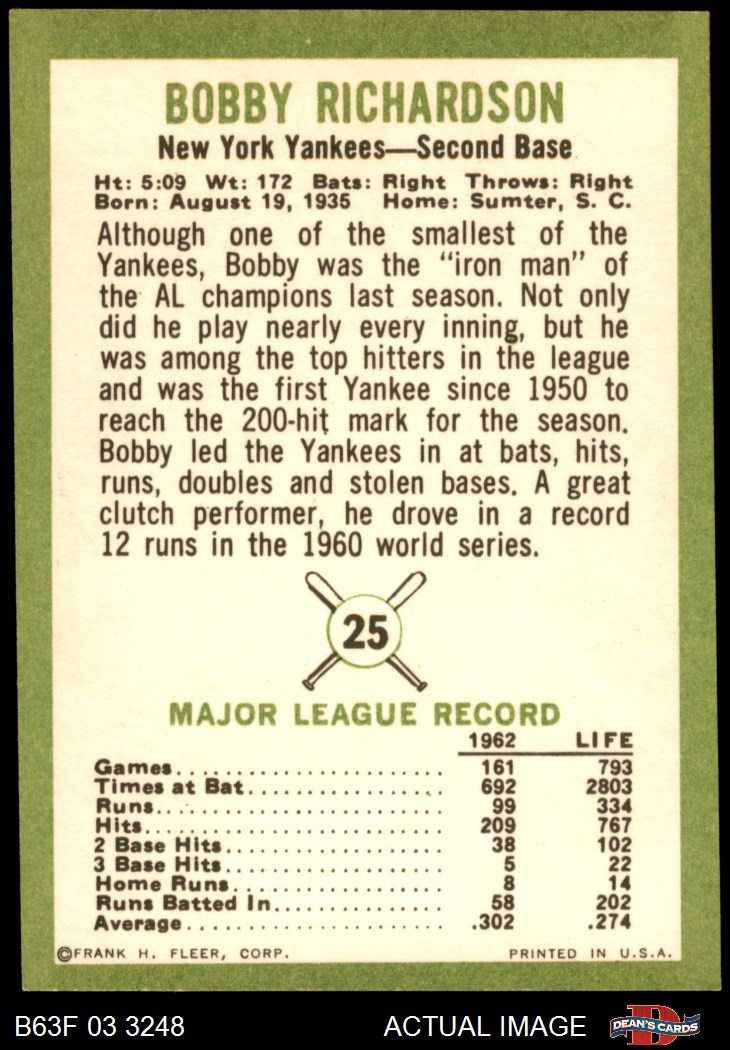 BOBBY RICHARDSON
New York Yankees—Second Base
Ht: 5:09 Wt: 172 Bats: Right Throws: Right
Born: August 19, 1935 Home: Sumter, S. C.
Although one of the smallest of the
Yankees, Bobby was the “iron man” of
the AL champions last season. Not only
did he play nearly every inning, but he
was among the top hitters in the league
and was the first Yankee since 1950 to
reach the 200-hit mark for the season.
Bobby led the Yankees in at bats, hits,
runs, doubles and stolen bases. A great
clutch performer, he drove in a record
12 runs in the 1960 world series.
25
MAJOR LEAGUE RECORD
1962 LIFE
Games 161 793
Times at Bat 692 2803
Runs 99 334
Hits 209 767
2 Base Hits 38 102
3 Base Hits 5 22
Home Runs 8 14
Runs Batted In 58 202
Average .302 .274
©FRANK H. FLEER, CORP. PRINTED IN U.S.A.
B63F 03 3248 ACTUAL IMAGE D DEAN'S CARDS